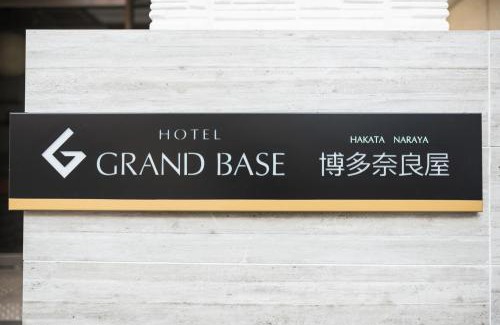 HOTEL
GRAND BASE
HAKATA NARAYA
博多奈良屋